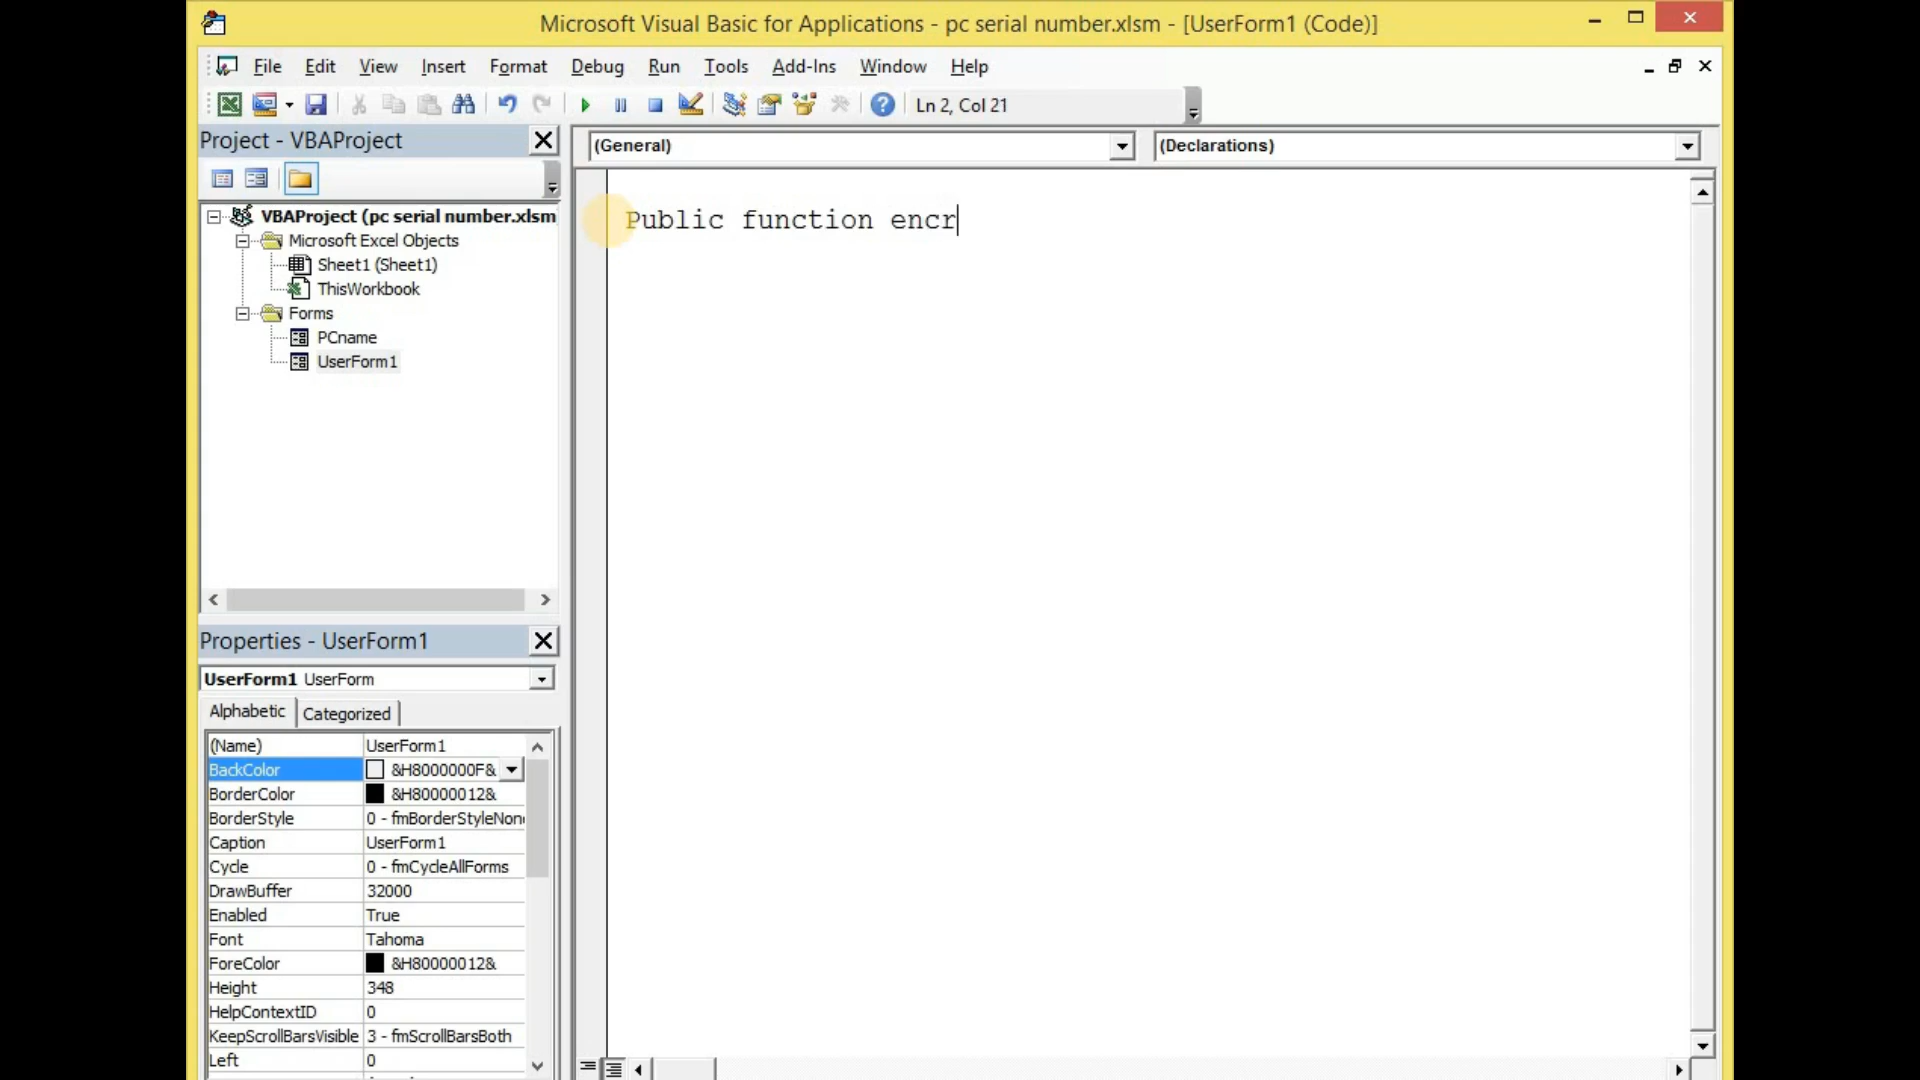 Microsoft Visual Basic for Applications - pc serial number.xlsm - [UserForm1 (Code)]
File Edit View Insert Format Debug Run Tools Add-Ins Window Help
Ln 2, Col 21
Project - VBAProject
(General)
(Declarations)
VBAProject (pc serial number.xlsm
Microsoft Excel Objects
Sheet1 (Sheet1)
ThisWorkbook
Forms
PCname
UserForm1
Public function encr
Properties - UserForm1
UserForm1 UserForm
Alphabetic Categorized
(Name) UserForm1
BackColor &H8000000F&
BorderColor &H80000012&
BorderStyle 0 - fmBorderStyleNon
Caption UserForm1
Cycle 0 - fmCycleAllForms
DrawBuffer 32000
Enabled True
Font Tahoma
ForeColor &H80000012&
Height 348
HelpContextID 0
KeepScrollBarsVisible 3 - fmScrollBarsBoth
Left 0